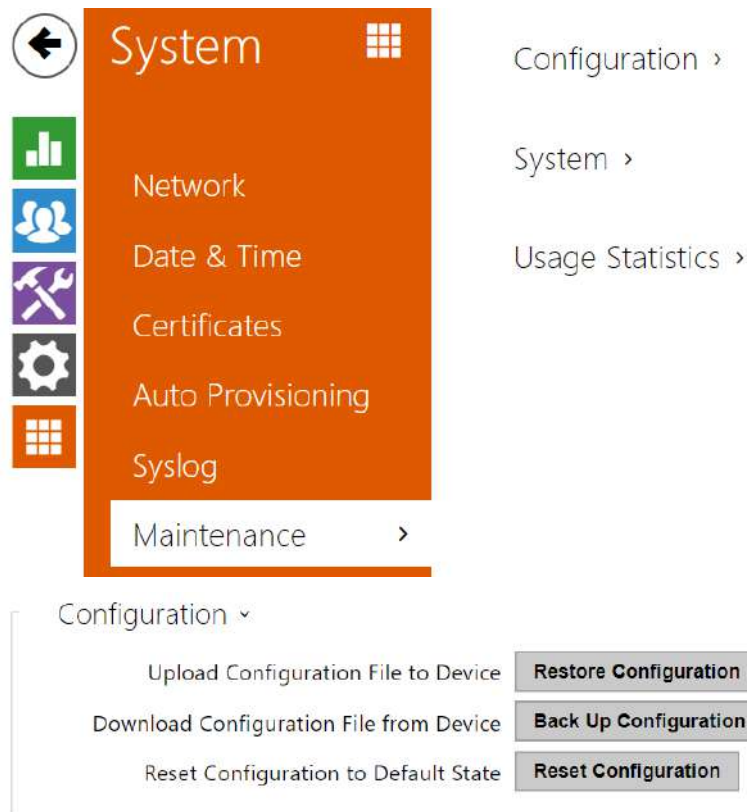 System
Network
Date & Time
Certificates
Auto Provisioning
Syslog
Maintenance ›
Configuration ›
System ›
Usage Statistics ›
Configuration ⌄
Upload Configuration File to Device Restore Configuration
Download Configuration File from Device Back Up Configuration
Reset Configuration to Default State Reset Configuration